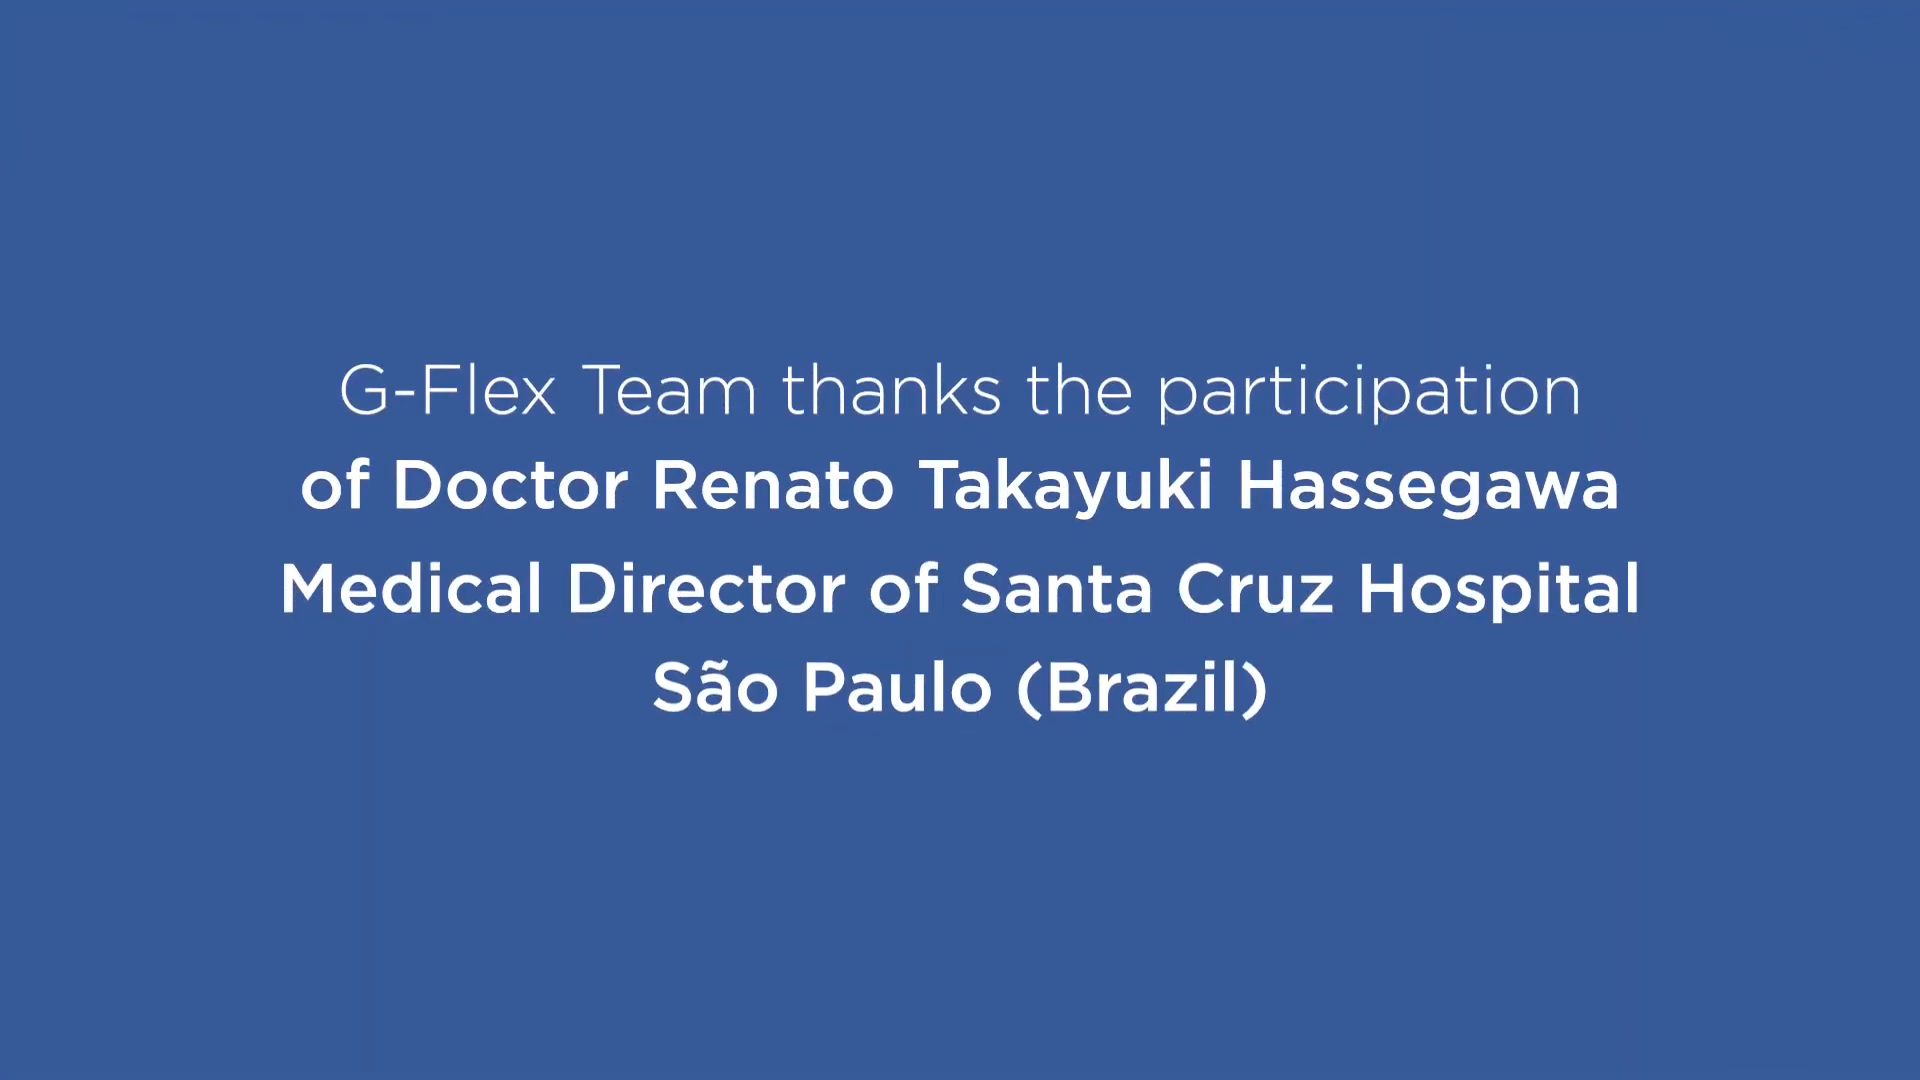 G-Flex Team thanks the participation
of Doctor Renato Takayuki Hassegawa
Medical Director of Santa Cruz Hospital
São Paulo (Brazil)